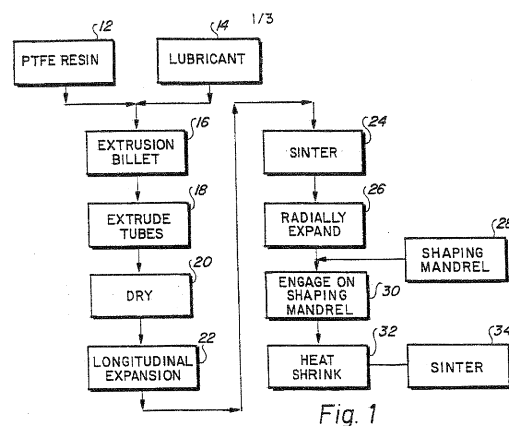 1/3
12
PTFE RESIN
14
LUBRICANT
16
EXTRUSION
BILLET
18
EXTRUDE
TUBES
20
DRY
22
LONGITUDINAL
EXPANSION
24
SINTER
26
RADIALLY
EXPAND
28
SHAPING
MANDREL
ENGAGE ON
SHAPING
MANDREL
30
32
HEAT
SHRINK
34
SINTER
Fig. 1